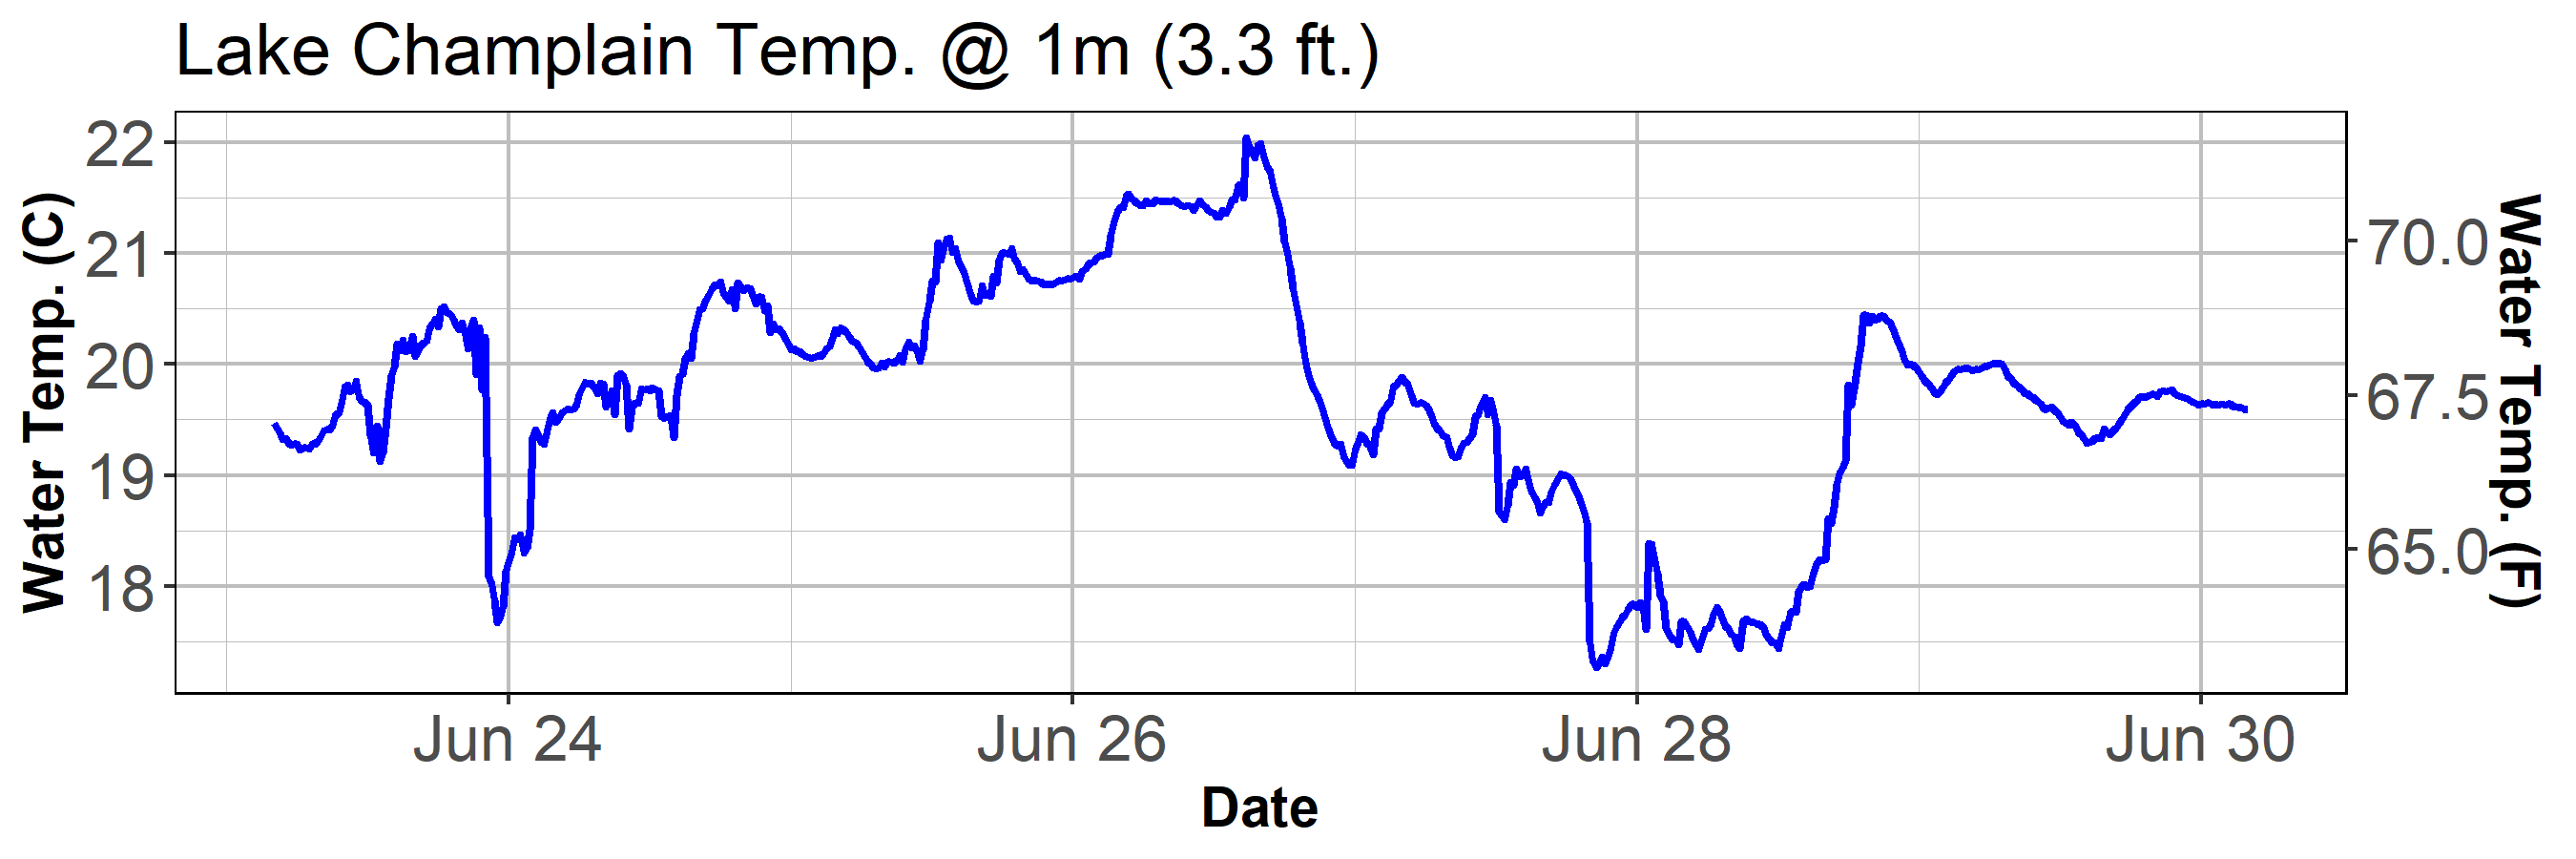 Lake Champlain Temp. @ 1m (3.3 ft.)
Water Temp. (C)
22
21
20
19
18
70.0
67.5
65.0
Water Temp. (F)
Jun 24
Jun 26
Jun 28
Jun 30
Date